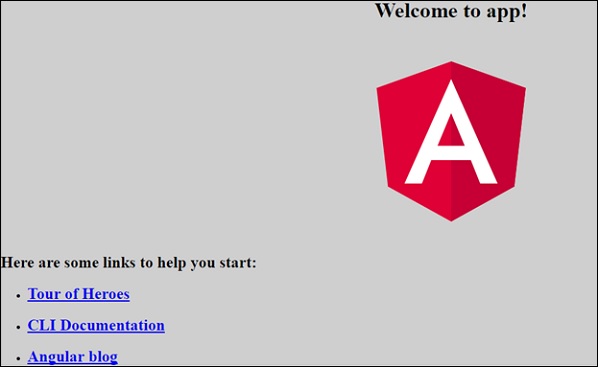 Welcome to app!
A
Here are some links to help you start:
Tour of Heroes
CLI Documentation
Angular blog